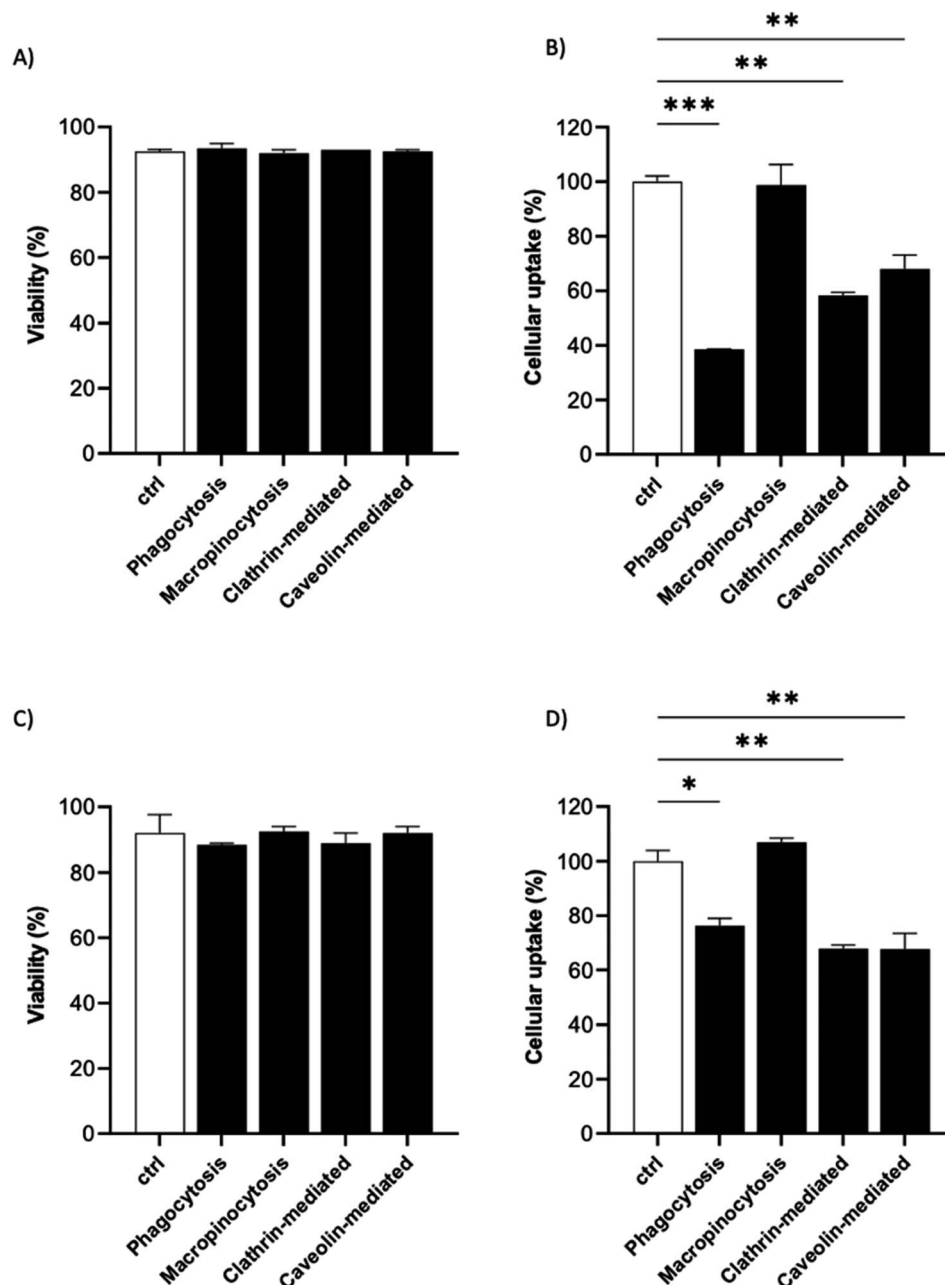 A)
100
80
60
40
20
0
Viability (%)
ctrl
Phagocytosis
Macropinocytosis
Clathrin-mediated
Caveolin-mediated
B)
**
**
***
120
100
80
60
40
20
0
Cellular uptake (%)
ctrl
Phagocytosis
Macropinocytosis
Clathrin-mediated
Caveolin-mediated
C)
100
80
60
40
20
0
Viability (%)
ctrl
Phagocytosis
Macropinocytosis
Clathrin-mediated
Caveolin-mediated
D)
**
**
*
120
100
80
60
40
20
0
Cellular uptake (%)
ctrl
Phagocytosis
Macropinocytosis
Clathrin-mediated
Caveolin-mediated